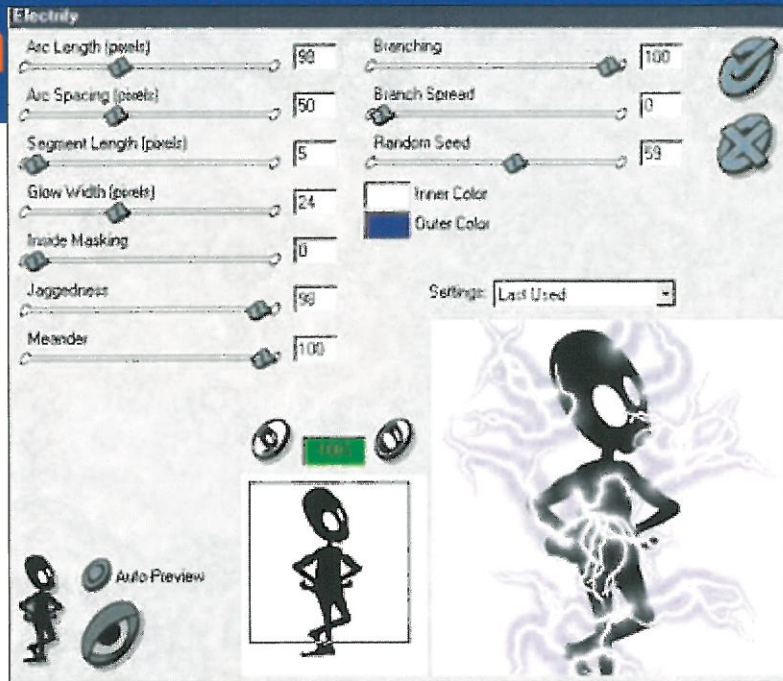 Electrify
Arc Length (pixels)
98
Arc Spacing (pixels)
50
Segment Length (pixels)
5
Glow Width (pixels)
24
Inside Masking
0
Jaggedness
98
Meander
100
Branching
100
Branch Spread
0
Random Seed
59
Inner Color
Outer Color
Settings: Last Used
Auto Preview